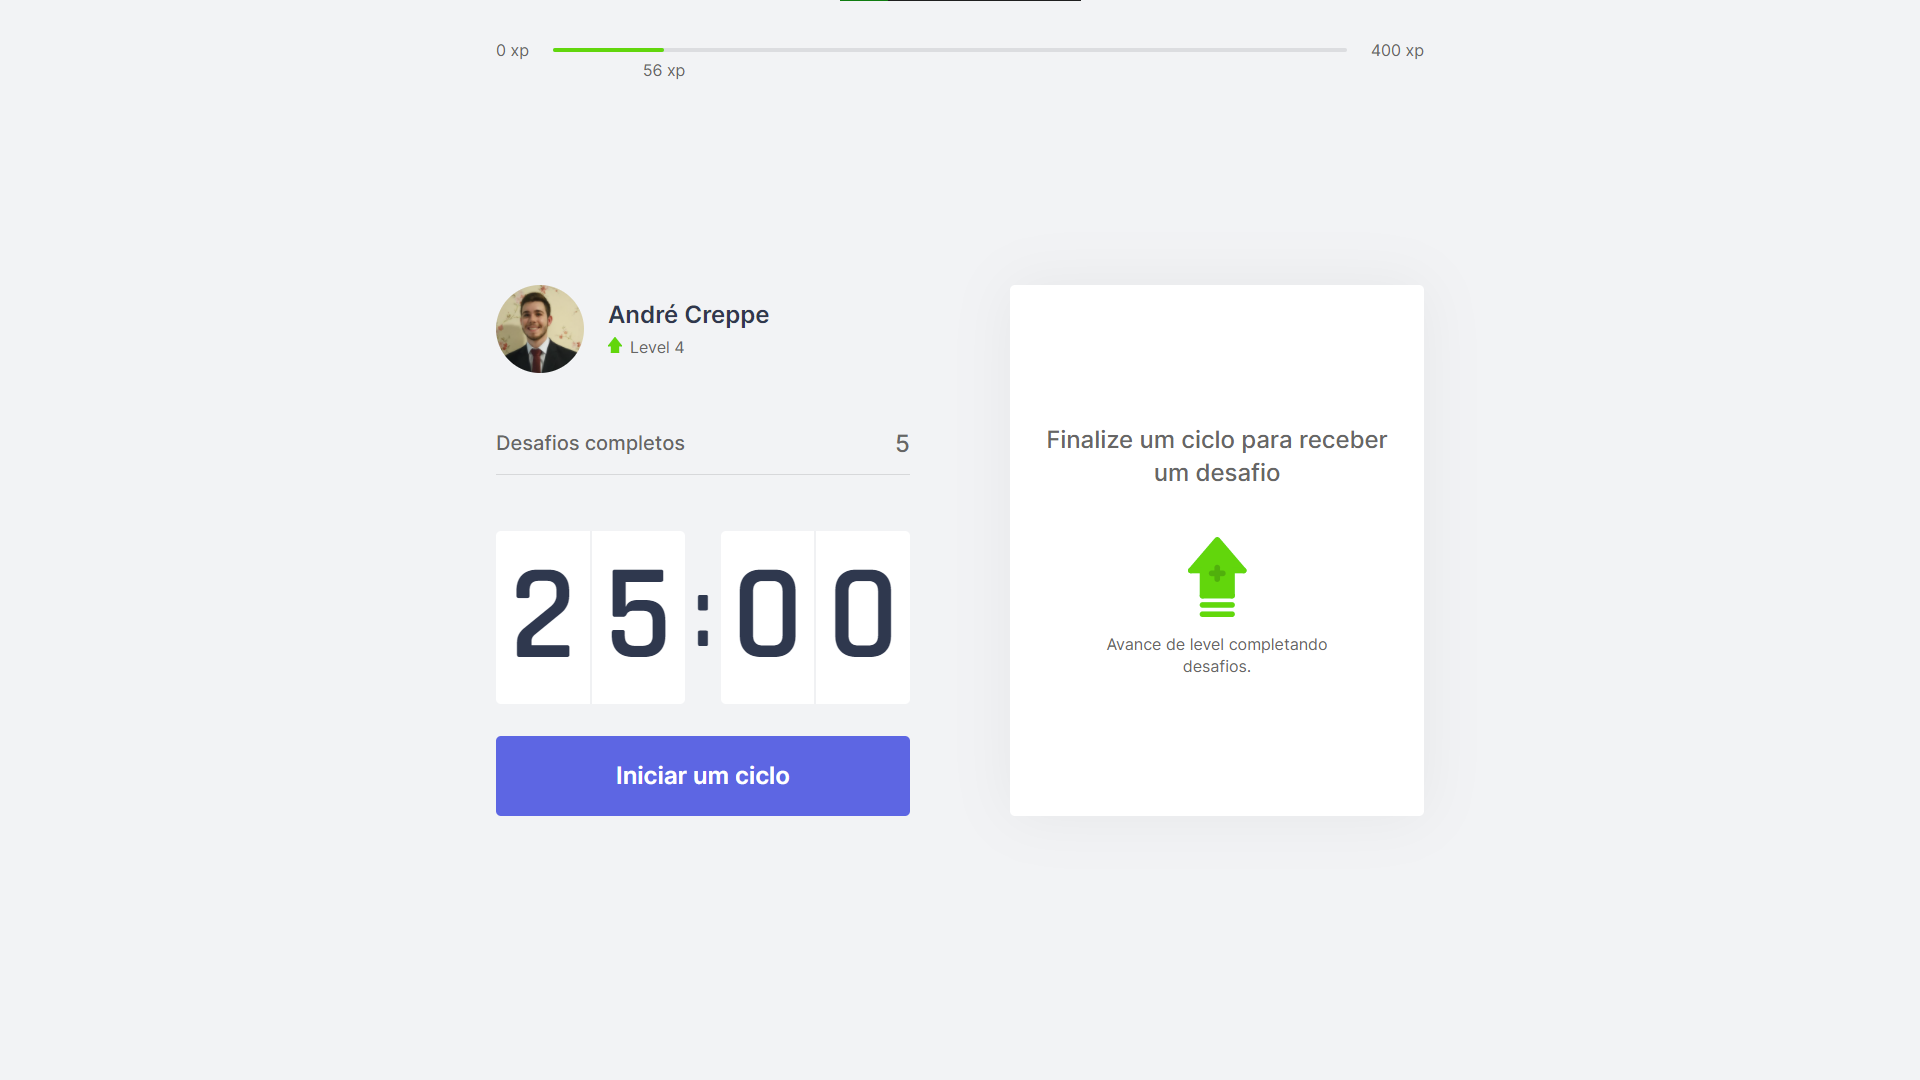 0 xp
400 xp
56 xp
André Creppe
Level 4
Desafios completos
5
25:00
Iniciar um ciclo
Finalize um ciclo para receber
um desafio
Avance de level completando
desafios.